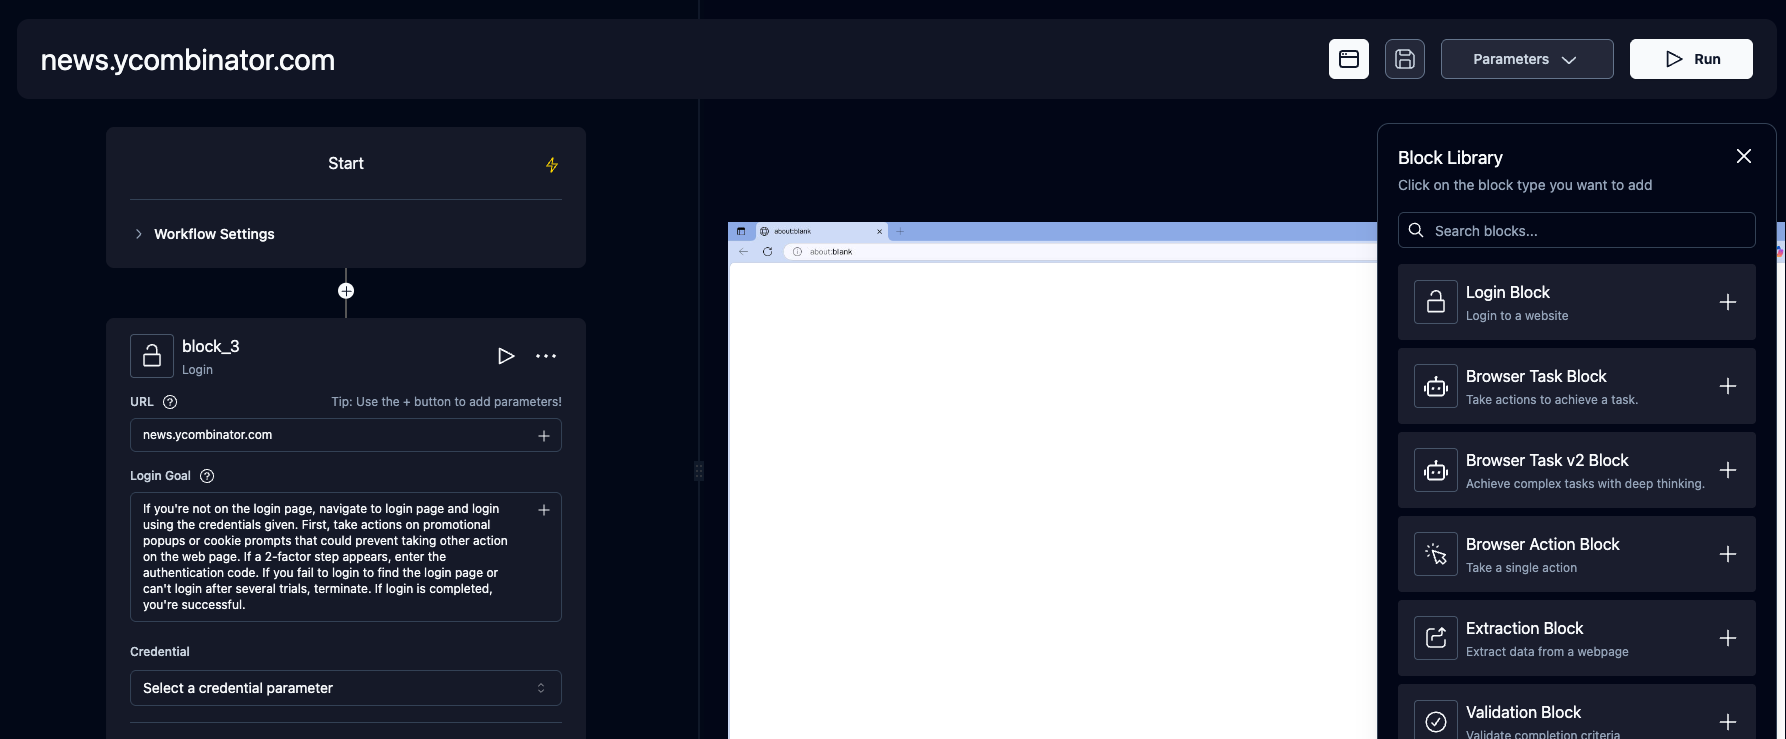 news.ycombinator.com
Parameters
Run
Start
Workflow Settings
block_3
Login
URL
Tip: Use the + button to add parameters!
news.ycombinator.com
Login Goal
If you're not on the login page, navigate to login page and login
using the credentials given. First, take actions on promotional
popups or cookie prompts that could prevent taking other action
on the web page. If a 2-factor step appears, enter the
authentication code. If you fail to login to find the login page or
can't login after several trials, terminate. If login is completed,
you're successful.
Credential
Select a credential parameter
about:blank
about:blank
Block Library
Click on the block type you want to add
Search blocks...
Login Block
Login to a website
Browser Task Block
Take actions to achieve a task.
Browser Task v2 Block
Achieve complex tasks with deep thinking.
Browser Action Block
Take a single action
Extraction Block
Extract data from a webpage
Validation Block
Validate completion criteria